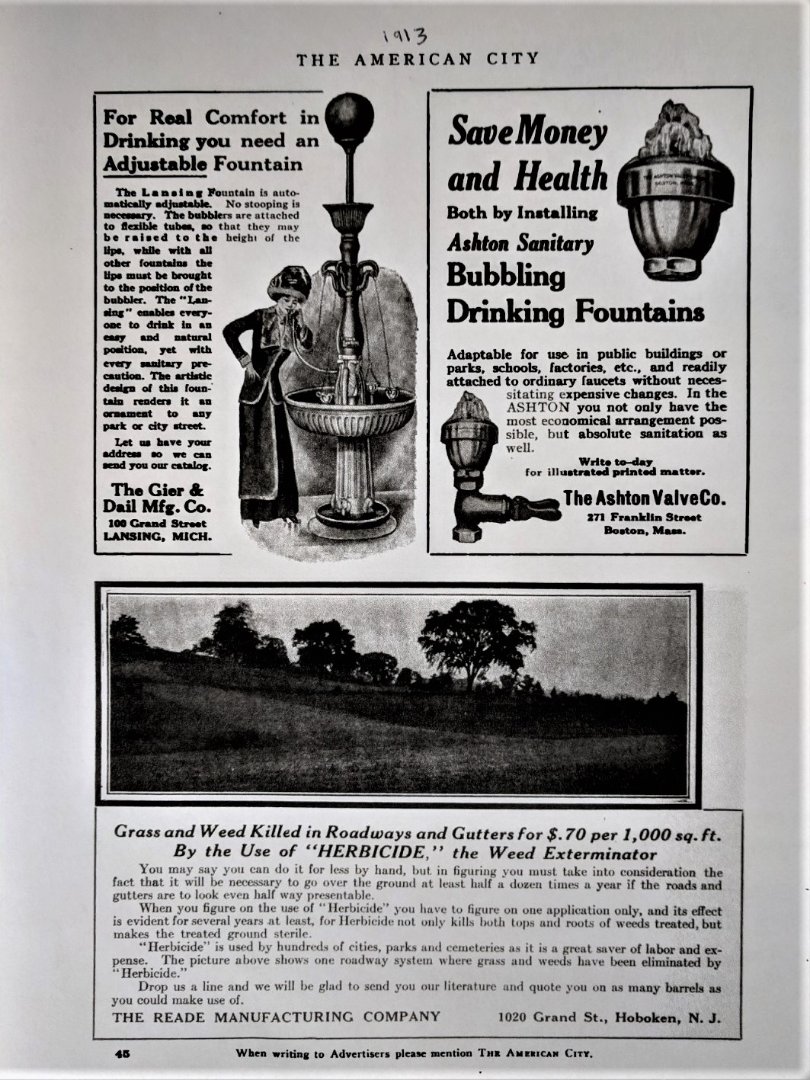 1913
THE AMERICAN CITY
For Real Comfort in
Drinking you need an
Adjustable Fountain
The Lansing Fountain is auto-
matically adjustable. No stooping is
necessary. The bubblers are attached
to flexible tubes, so that they may
be raised to the height of the
lips, while with all
other fountains the
lips must be brought
to the position of the
bubbler. The "Lan-
sing" enables every-
one to drink in an
easy and natural
position, yet with
every sanitary pre-
caution. The artistic
design of this foun-
tain renders it an
ornament to any
park or city street.
Let us have your
address so we can
send you our catalog.
The Gier &
Dail Mfg. Co.
100 Grand Street
LANSING, MICH.
Save Money
and Health
Both by Installing
Ashton Sanitary
Bubbling
Drinking Fountains
THE ASHTON VALVE CO.
BOSTON, MASS.
Adaptable for use in public buildings or
parks, schools, factories, etc., and readily
attached to ordinary faucets without neces-
sitating expensive changes. In the
ASHTON you not only have the
most economical arrangement pos-
sible, but absolute sanitation as
well.
Write to-day
for illustrated printed matter.
The Ashton Valve Co.
271 Franklin Street
Boston, Mass.
Grass and Weed Killed in Roadways and Gutters for $.70 per 1,000 sq. ft.
By the Use of "HERBICIDE," the Weed Exterminator
You may say you can do it for less by hand, but in figuring you must take into consideration the
fact that it will be necessary to go over the ground at least half a dozen times a year if the roads and
gutters are to look even half way presentable.
When you figure on the use of "Herbicide" you have to figure on one application only, and its effect
is evident for several years at least, for Herbicide not only kills both tops and roots of weeds treated, but
makes the treated ground sterile.
"Herbicide" is used by hundreds of cities, parks and cemeteries as it is a great saver of labor and ex-
pense. The picture above shows one roadway system where grass and weeds have been eliminated by
"Herbicide."
Drop us a line and we will be glad to send you our literature and quote you on as many barrels as
you could make use of.
THE READE MANUFACTURING COMPANY 1020 Grand St., Hoboken, N. J.
45 When writing to Advertisers please mention THE AMERICAN CITY.